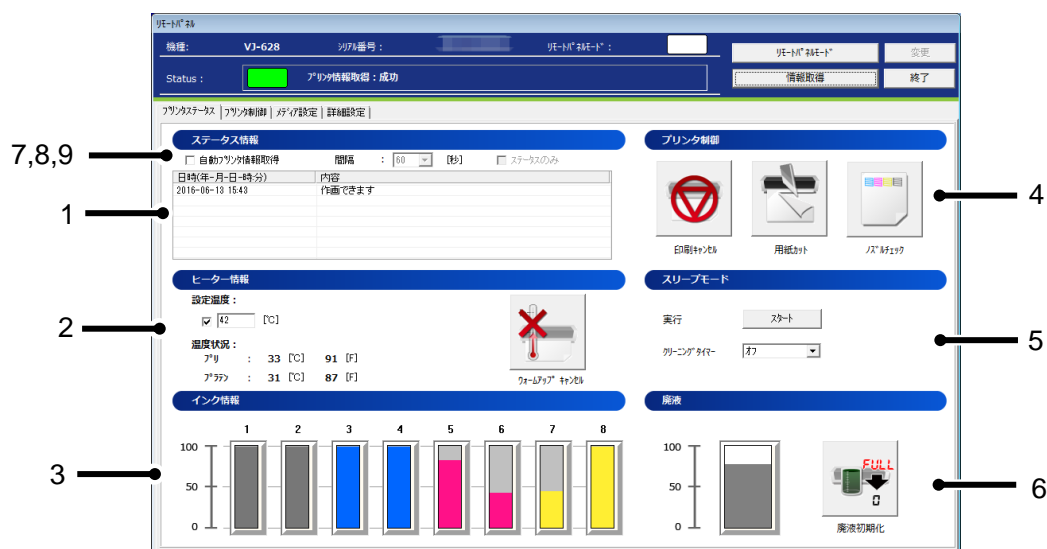 ﾘﾓｰﾄﾊﾟﾈﾙ
機種: VJ-628 ｼﾘｱﾙ番号： ﾘﾓｰﾄﾊﾟﾈﾙﾓｰﾄﾞ：
ﾘﾓｰﾄﾊﾟﾈﾙﾓｰﾄﾞ 変更
Status： ﾌﾟﾘﾝﾀ情報取得：成功
情報取得 終了
ﾌﾟﾘﾝﾀｽﾃｰﾀｽ ﾌﾟﾘﾝﾀ制御 ﾒﾃﾞｨｱ設定 詳細設定
ステータス情報
7,8,9
自動ﾌﾟﾘﾝﾀ情報取得 間隔 ： 60 [秒] ｽﾃｰﾀｽのみ
日時(年-月-日-時:分) 内容
2016-06-13 15:43 作画できます
1
プリンタ制御
印刷ｷｬﾝｾﾙ 用紙ｶｯﾄ ﾉｽﾞﾙﾁｪｯｸ
4
ヒーター情報
設定温度：
2
42 [℃]
温度状況：
ﾌﾟﾘ ： 33 [℃] 91 [F]
ﾌﾟﾗﾃﾝ ： 31 [℃] 87 [F]
ｳｫｰﾑｱｯﾌﾟ ｷｬﾝｾﾙ
スリープモード
実行 ｽﾀｰﾄ
ｸﾘｰﾆﾝｸﾞﾀｲﾏｰ ｵﾌ
5
インク情報
1 2 3 4 5 6 7 8
100
50
0
3
廃液
100
50
0
FULL
0
廃液初期化
6